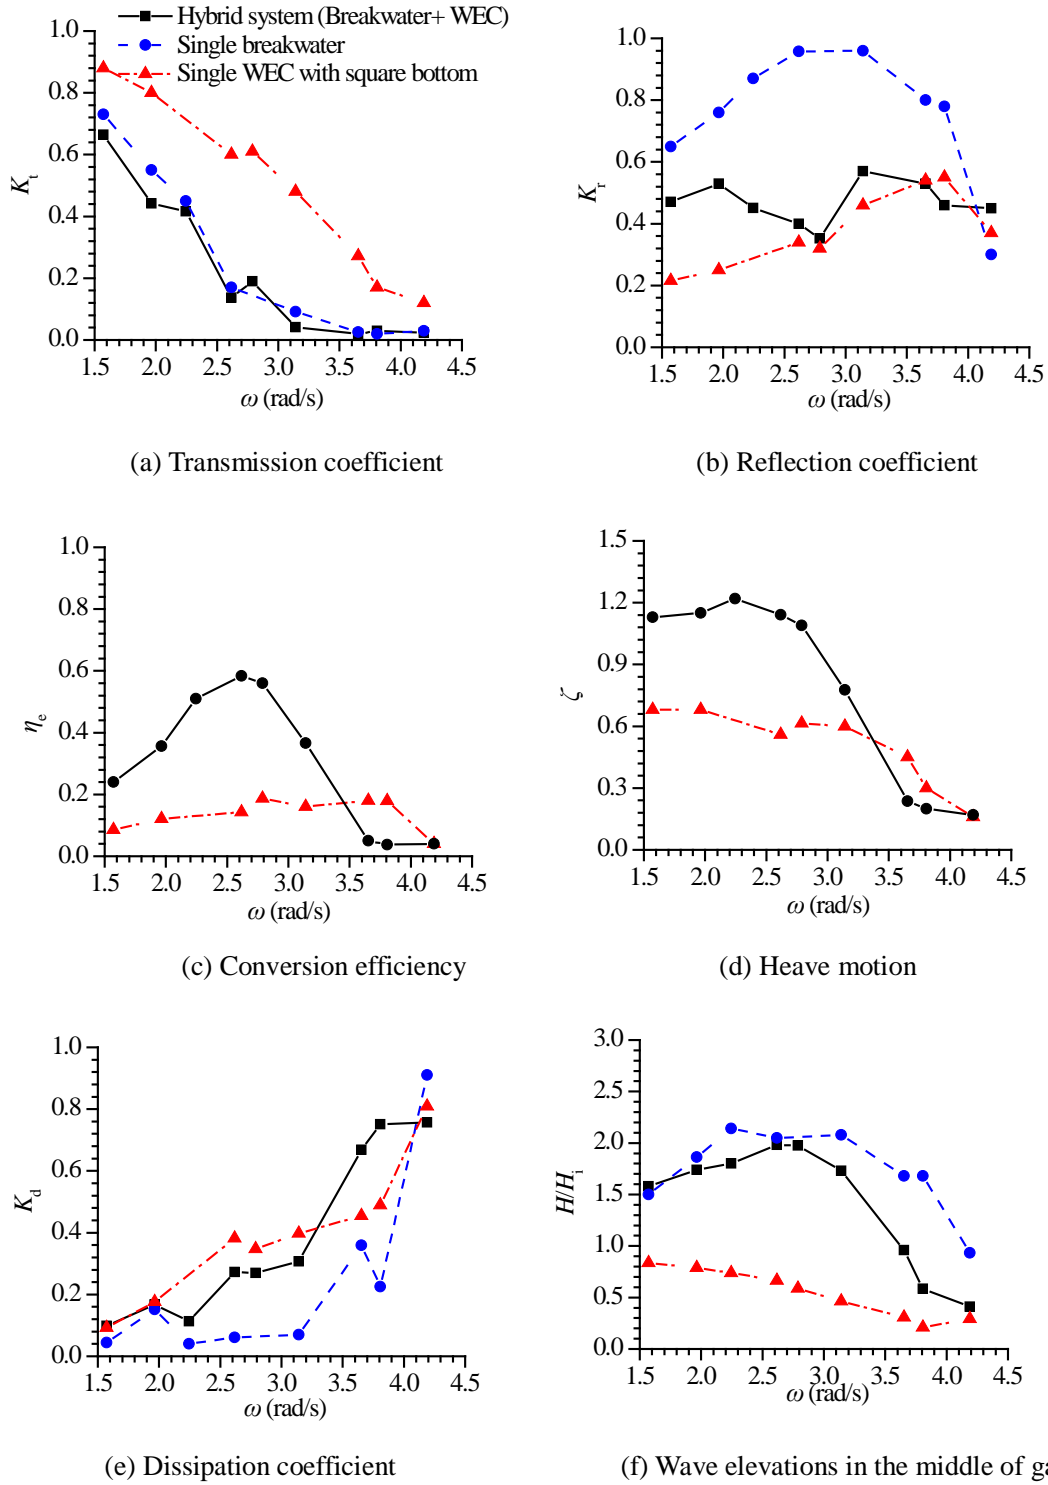 Hybrid system (Breakwater+ WEC)
Single breakwater
Single WEC with square bottom
1.0
0.8
0.6
0.4
0.2
0.0
K_t
1.5 2.0 2.5 3.0 3.5 4.0 4.5
ω (rad/s)
(a) Transmission coefficient
1.0
0.8
0.6
0.4
0.2
0.0
K_r
1.5 2.0 2.5 3.0 3.5 4.0 4.5
ω (rad/s)
(b) Reflection coefficient
1.0
0.8
0.6
0.4
0.2
0.0
η_e
1.5 2.0 2.5 3.0 3.5 4.0 4.5
ω (rad/s)
(c) Conversion efficiency
1.5
1.2
0.9
0.6
0.3
0.0
ζ
1.5 2.0 2.5 3.0 3.5 4.0 4.5
ω (rad/s)
(d) Heave motion
1.0
0.8
0.6
0.4
0.2
0.0
K_d
1.5 2.0 2.5 3.0 3.5 4.0 4.5
ω (rad/s)
(e) Dissipation coefficient
3.0
2.5
2.0
1.5
1.0
0.5
0.0
H/H_i
1.5 2.0 2.5 3.0 3.5 4.0 4.5
ω (rad/s)
(f) Wave elevations in the middle of